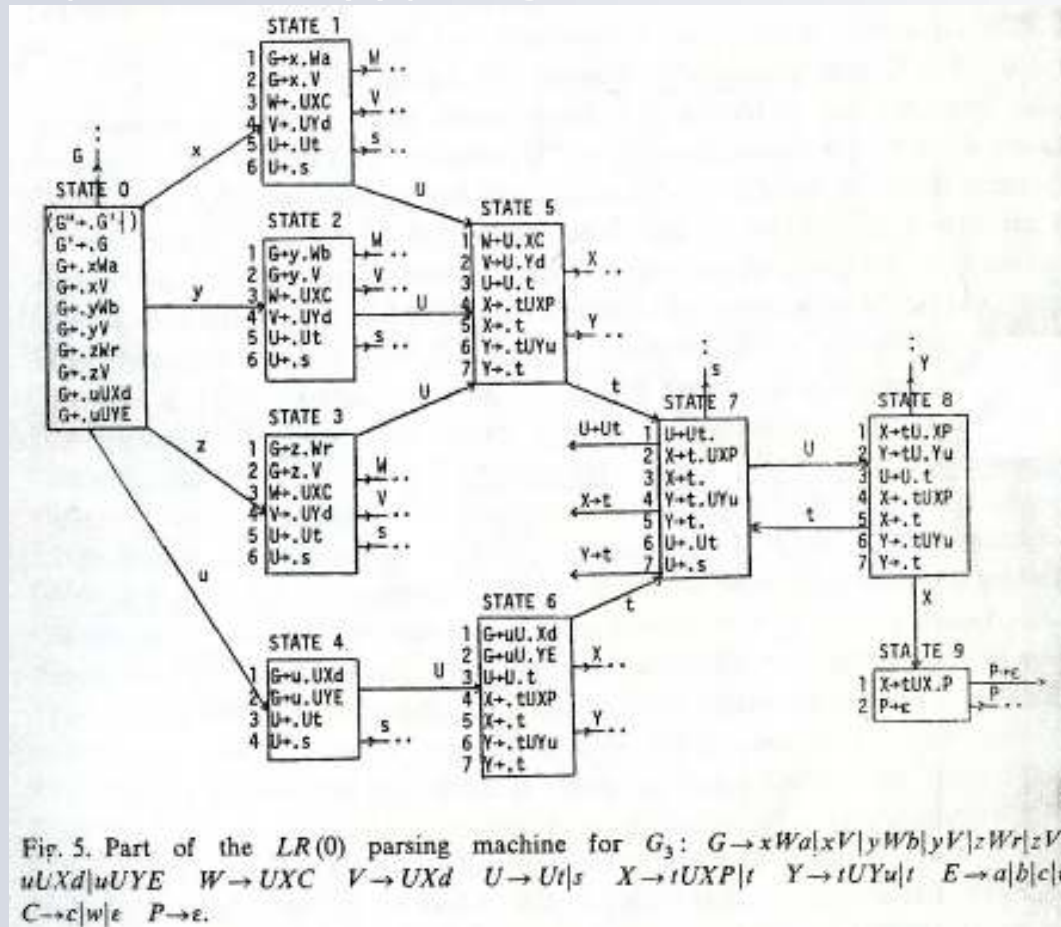 STATE 1
1 G→x.Wa
2 G→x.V
3 W→.UXC
4 V→.UYd
5 U→.Ut
6 U→.s
W
V
s
G
x
STATE 0
(G"→.G'┤)
G'→.G
G→.xWa
G→.xV
G→.yWb
G→.yV
G→.zWr
G→.zV
G→.uUXd
G→.uUYE
U
y
z
u
STATE 2
1 G→y.Wb
2 G→y.V
3 W→.UXC
4 V→.UYd
5 U→.Ut
6 U→.s
W
V
U
s
STATE 5
1 W→U.XC
2 V→U.Yd
3 U→U.t
4 X→.tUXP
5 X→.t
6 Y→.tUYu
7 Y→.t
X
Y
STATE 3
1 G→z.Wr
2 G→z.V
3 W→.UXC
4 V→.UYd
5 U→.Ut
6 U→.s
U
W
V
s
t
STATE 7
1 U→Ut.
2 X→t.UXP
3 X→t.
4 Y→t.UYu
5 Y→t.
6 U→.Ut
7 U→.s
s
U→Ut
X→t
Y→t
U
t
STATE 8
1 X→tU.XP
2 Y→tU.Yu
3 U→U.t
4 X→.tUXP
5 X→.t
6 Y→.tUYu
7 Y→.t
Y
X
STATE 4
1 G→u.UXd
2 G→u.UYE
3 U→.Ut
4 U→.s
U
s
STATE 6
1 G→uU.Xd
2 G→uU.YE
3 U→U.t
4 X→.tUXP
5 X→.t
6 Y→.tUYu
7 Y→.t
t
X
Y
STATE 9
1 X→tUX.P
2 P→ε
P→ε
P
Fig. 5. Part of the LR(0) parsing machine for G₃: G→xWa|xV|yWb|yV|zWr|zV
uUXd|uUYE W→UXC V→UXd U→Ut|s X→tUXP|t Y→tUYu|t E→a|b|c|
C→c|w|ε P→ε.